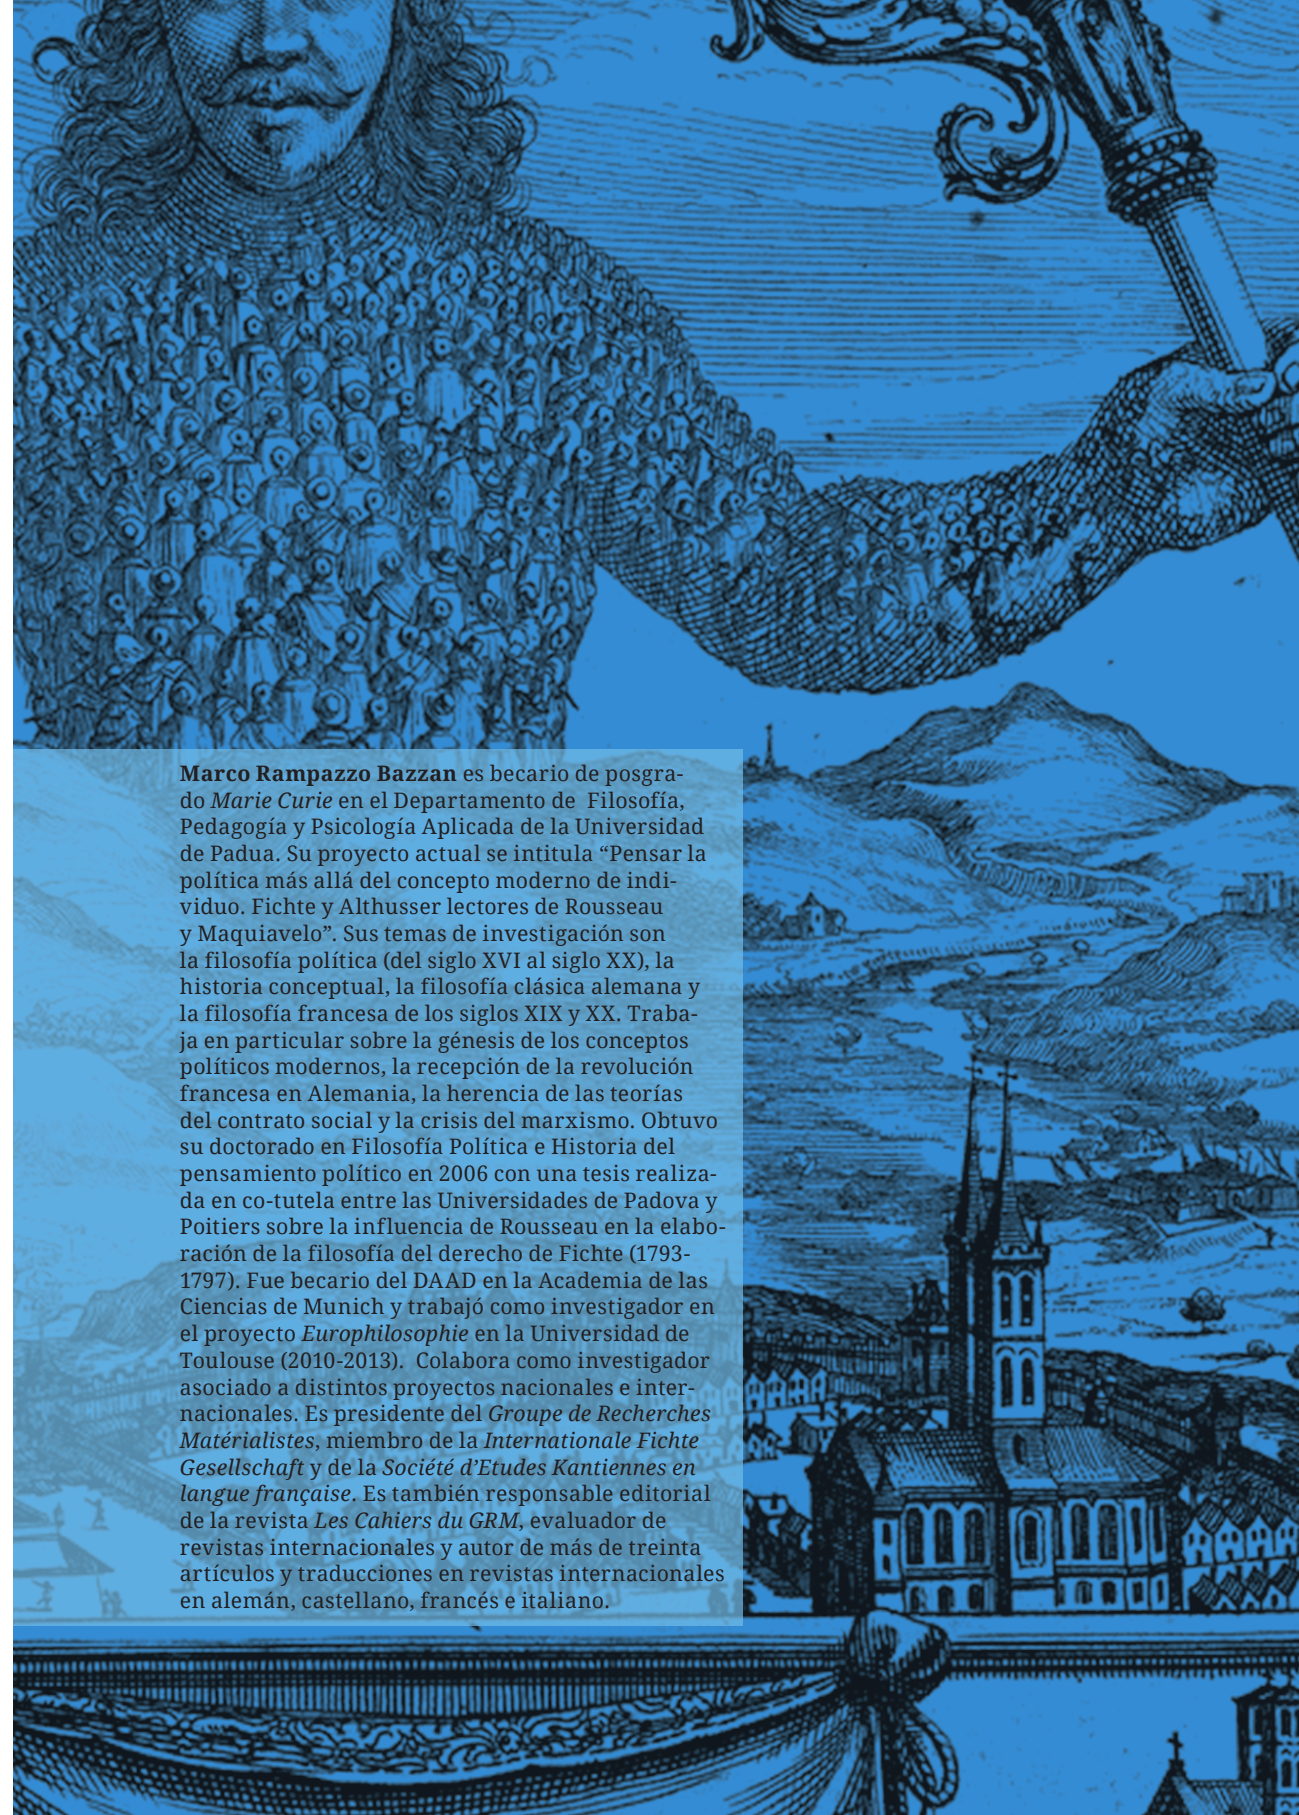 Marco Rampazzo Bazzan es becario de posgra-
do Marie Curie en el Departamento de Filosofía,
Pedagogía y Psicología Aplicada de la Universidad
de Padua. Su proyecto actual se intitula “Pensar la
política más allá del concepto moderno de indi-
viduo. Fichte y Althusser lectores de Rousseau
y Maquiavelo”. Sus temas de investigación son
la filosofía política (del siglo XVI al siglo XX), la
historia conceptual, la filosofía clásica alemana y
la filosofía francesa de los siglos XIX y XX. Traba-
ja en particular sobre la génesis de los conceptos
políticos modernos, la recepción de la revolución
francesa en Alemania, la herencia de las teorías
del contrato social y la crisis del marxismo. Obtuvo
su doctorado en Filosofía Política e Historia del
pensamiento político en 2006 con una tesis realiza-
da en co-tutela entre las Universidades de Padova y
Poitiers sobre la influencia de Rousseau en la elabo-
ración de la filosofía del derecho de Fichte (1793-
1797). Fue becario del DAAD en la Academia de las
Ciencias de Munich y trabajó como investigador en
el proyecto Europhilosophie en la Universidad de
Toulouse (2010-2013). Colabora como investigador
asociado a distintos proyectos nacionales e inter-
nacionales. Es presidente del Groupe de Recherches
Matérialistes, miembro de la Internationale Fichte
Gesellschaft y de la Société d’Etudes Kantiennes en
langue française. Es también responsable editorial
de la revista Les Cahiers du GRM, evaluador de
revistas internacionales y autor de más de treinta
artículos y traducciones en revistas internacionales
en alemán, castellano, francés e italiano.